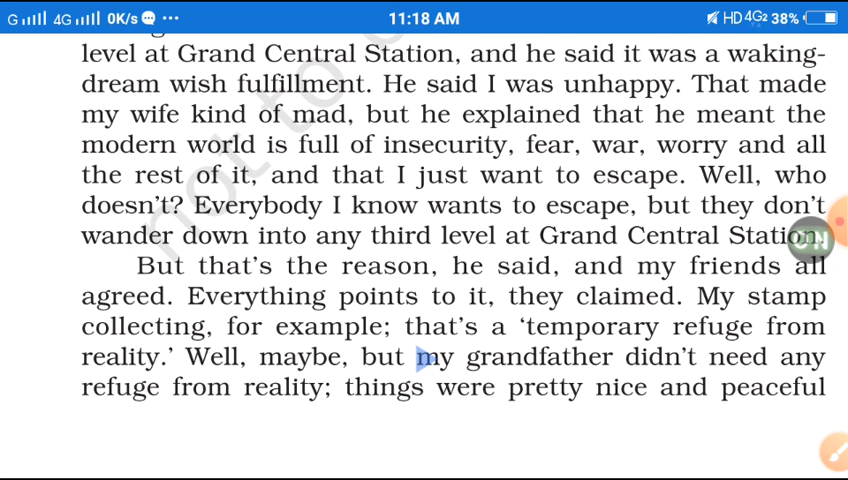 G 4G 0K/s ... 11:18 AM HD 4G2 38%
level at Grand Central Station, and he said it was a waking-
dream wish fulfillment. He said I was unhappy. That made
my wife kind of mad, but he explained that he meant the
modern world is full of insecurity, fear, war, worry and all
the rest of it, and that I just want to escape. Well, who
doesn't? Everybody I know wants to escape, but they don't
wander down into any third level at Grand Central Station.
ON
But that's the reason, he said, and my friends all
agreed. Everything points to it, they claimed. My stamp
collecting, for example; that's a ‘temporary refuge from
reality.’ Well, maybe, but my grandfather didn't need any
refuge from reality; things were pretty nice and peaceful
not to